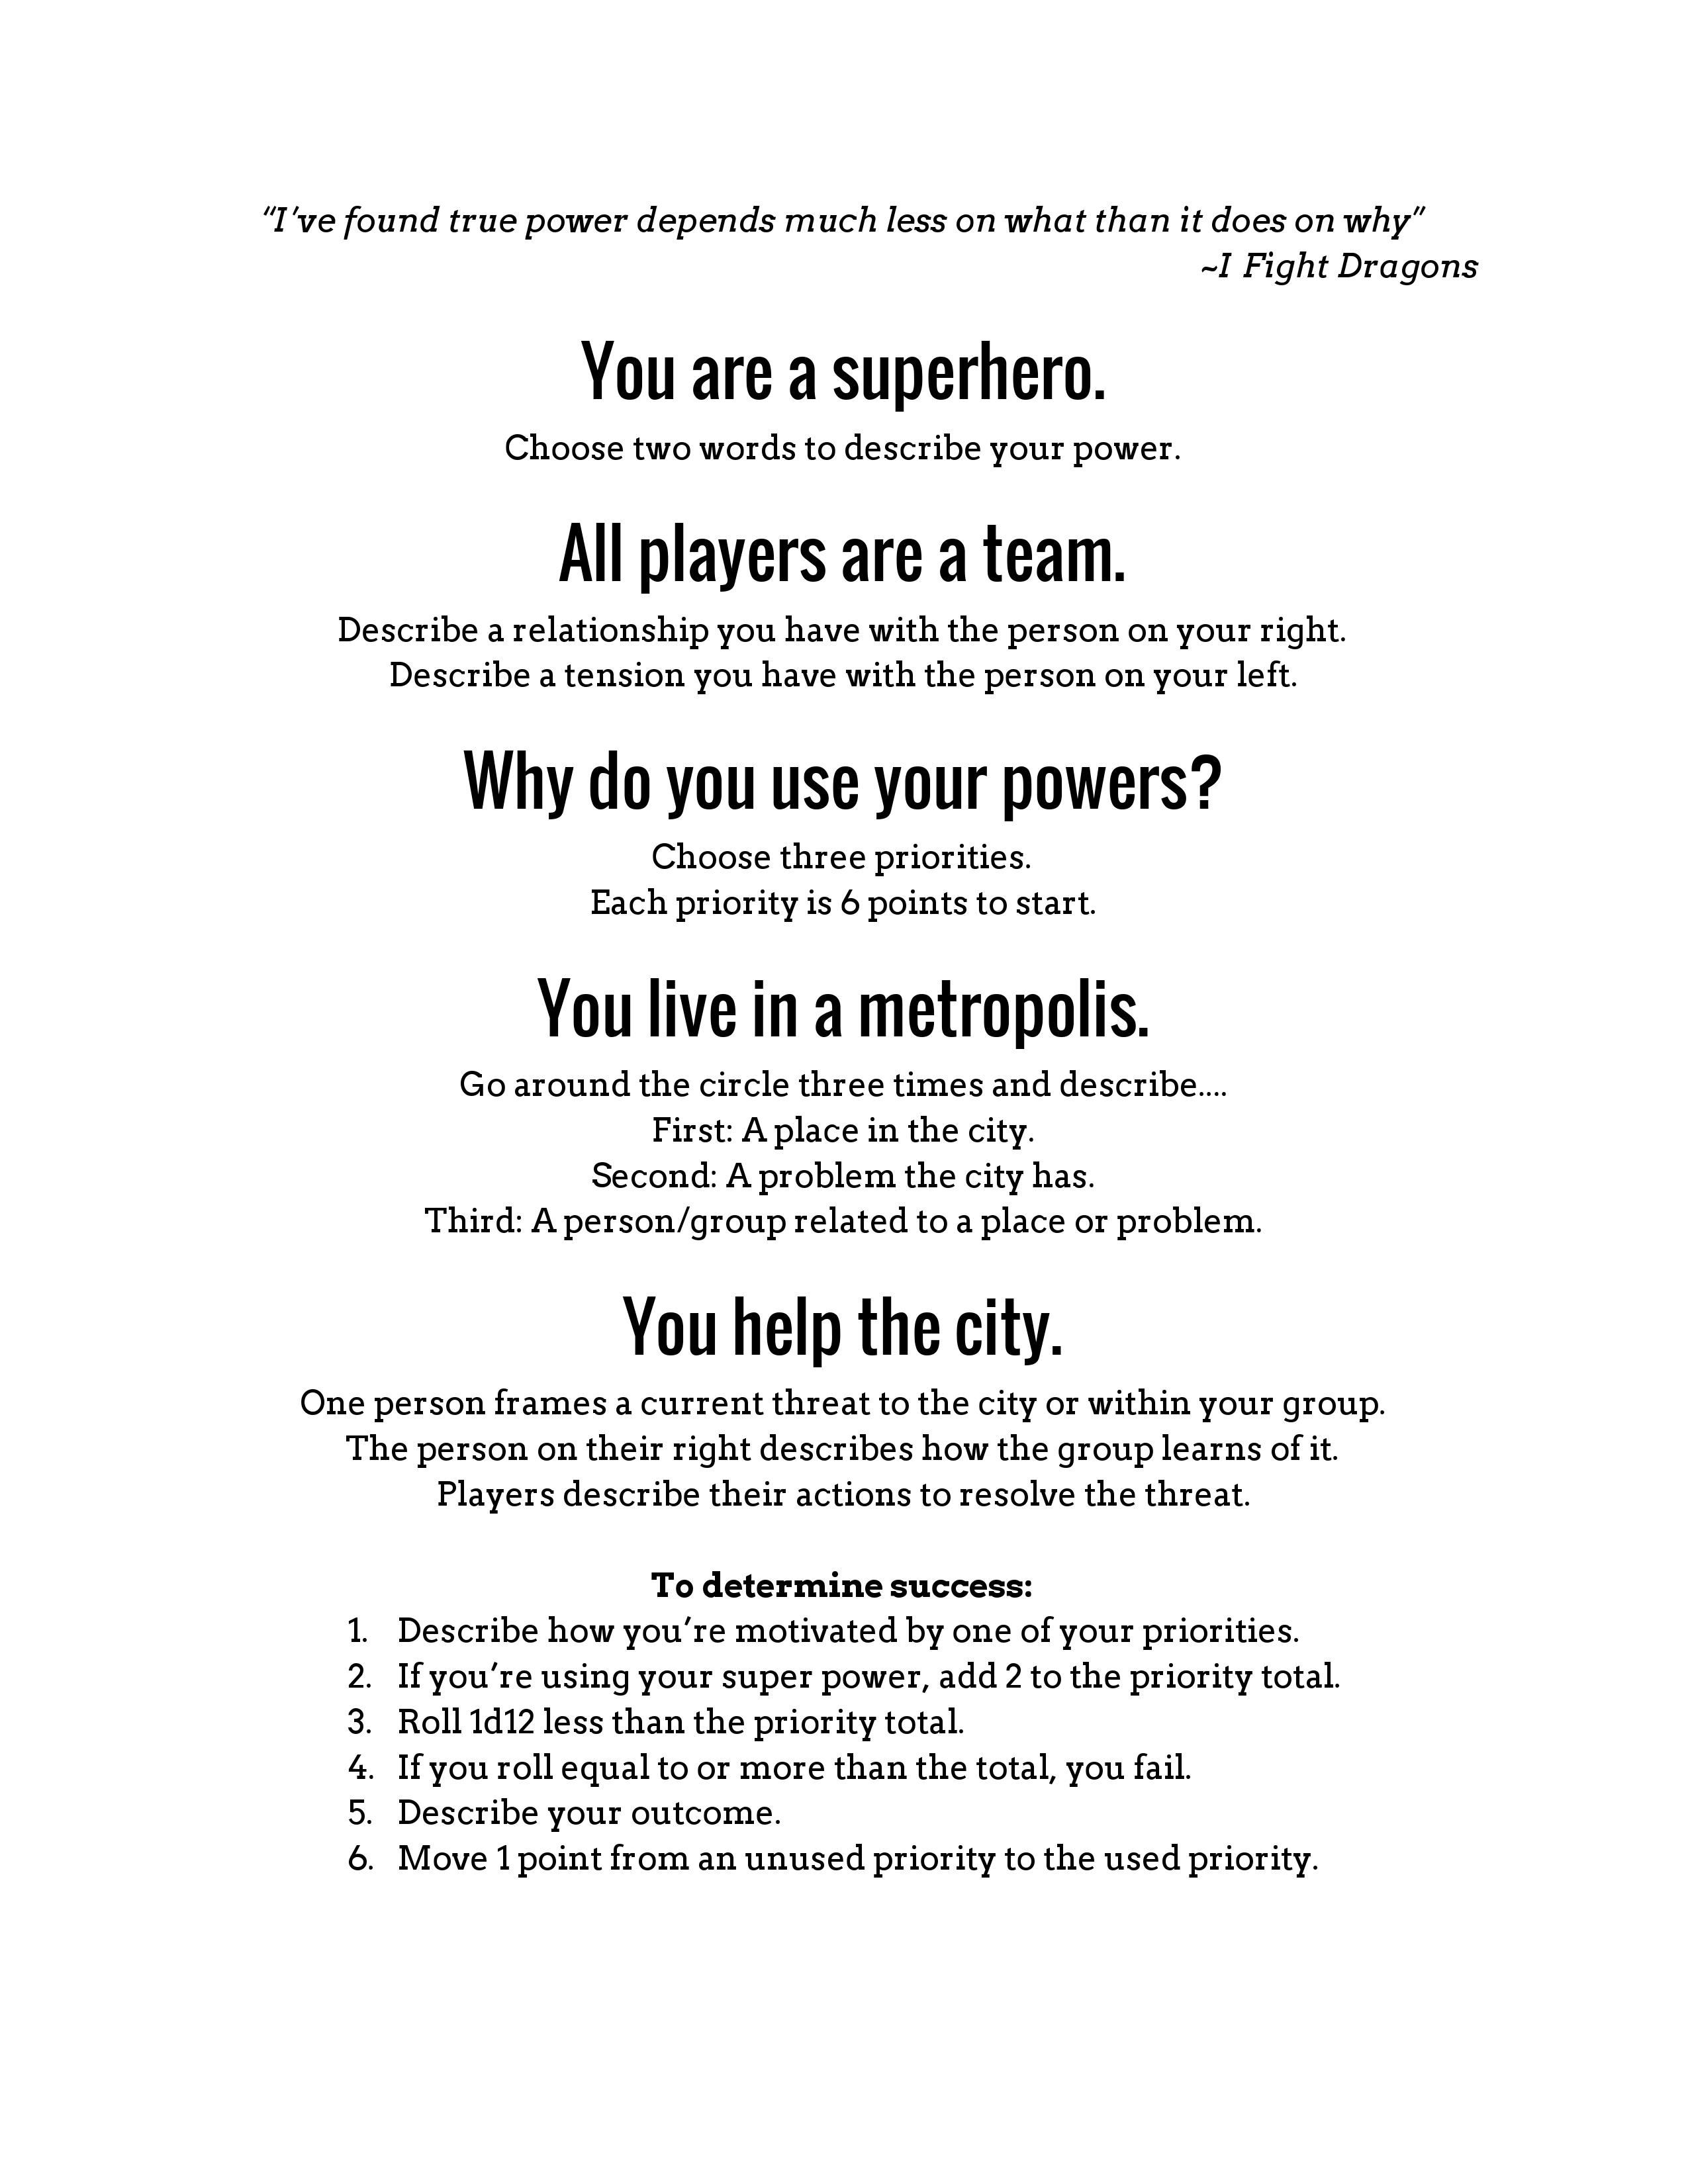 “I’ve found true power depends much less on what than it does on why”
~I Fight Dragons
You are a superhero.
Choose two words to describe your power.
All players are a team.
Describe a relationship you have with the person on your right.
Describe a tension you have with the person on your left.
Why do you use your powers?
Choose three priorities.
Each priority is 6 points to start.
You live in a metropolis.
Go around the circle three times and describe....
First: A place in the city.
Second: A problem the city has.
Third: A person/group related to a place or problem.
You help the city.
One person frames a current threat to the city or within your group.
The person on their right describes how the group learns of it.
Players describe their actions to resolve the threat.
To determine success:
1. Describe how you’re motivated by one of your priorities.
2. If you’re using your super power, add 2 to the priority total.
3. Roll 1d12 less than the priority total.
4. If you roll equal to or more than the total, you fail.
5. Describe your outcome.
6. Move 1 point from an unused priority to the used priority.